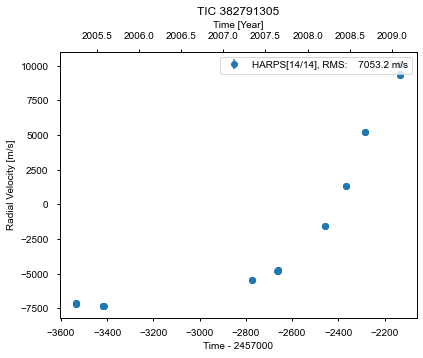 TIC 382791305
Time [Year]
2005.5 2006.0 2006.5 2007.0 2007.5 2008.0 2008.5 2009.0
HARPS[14/14], RMS: 7053.2 m/s
Radial Velocity [m/s]
10000
7500
5000
2500
0
−2500
−5000
−7500
−3600 −3400 −3200 −3000 −2800 −2600 −2400 −2200
Time - 2457000